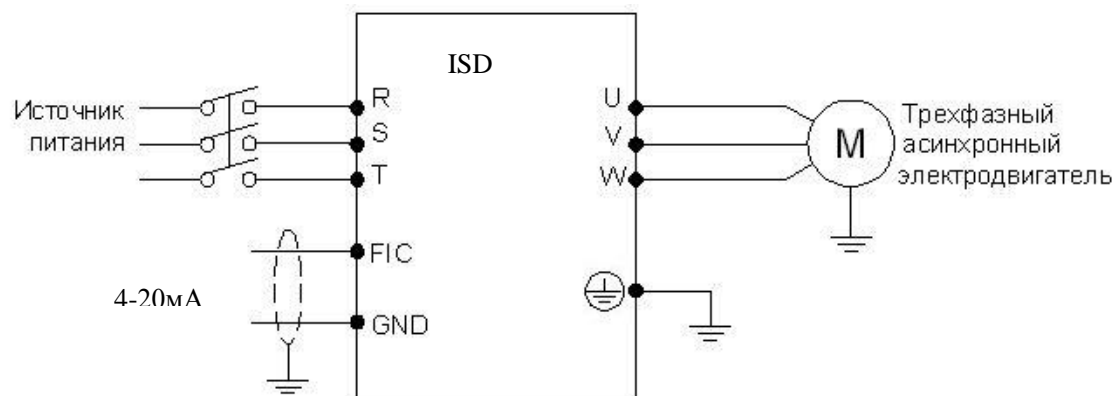 ISD
Источник
питания
R
S
T
U
V
W
M
Трехфазный
асинхронный
электродвигатель
FIC
4-20мА
GND